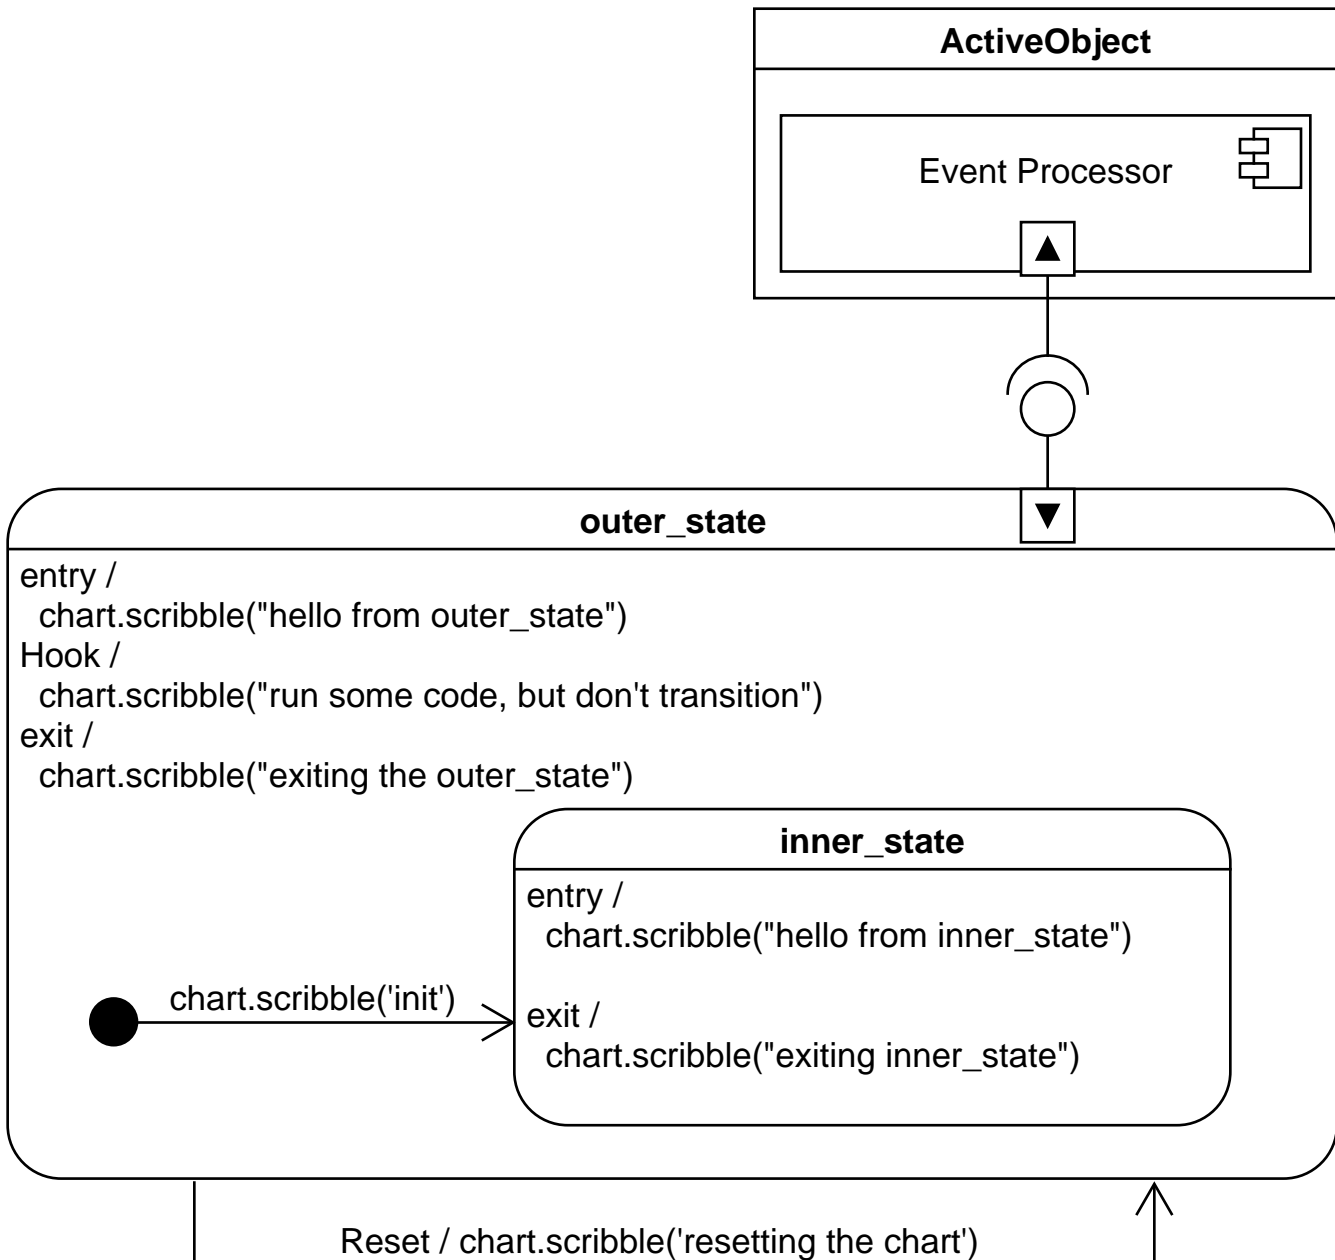 ActiveObject
Event Processor
outer_state
entry /
chart.scribble("hello from outer_state")
Hook /
chart.scribble("run some code, but don't transition")
exit /
chart.scribble("exiting the outer_state")
inner_state
entry /
chart.scribble("hello from inner_state")
chart.scribble('init')
exit /
chart.scribble("exiting inner_state")
Reset / chart.scribble('resetting the chart')